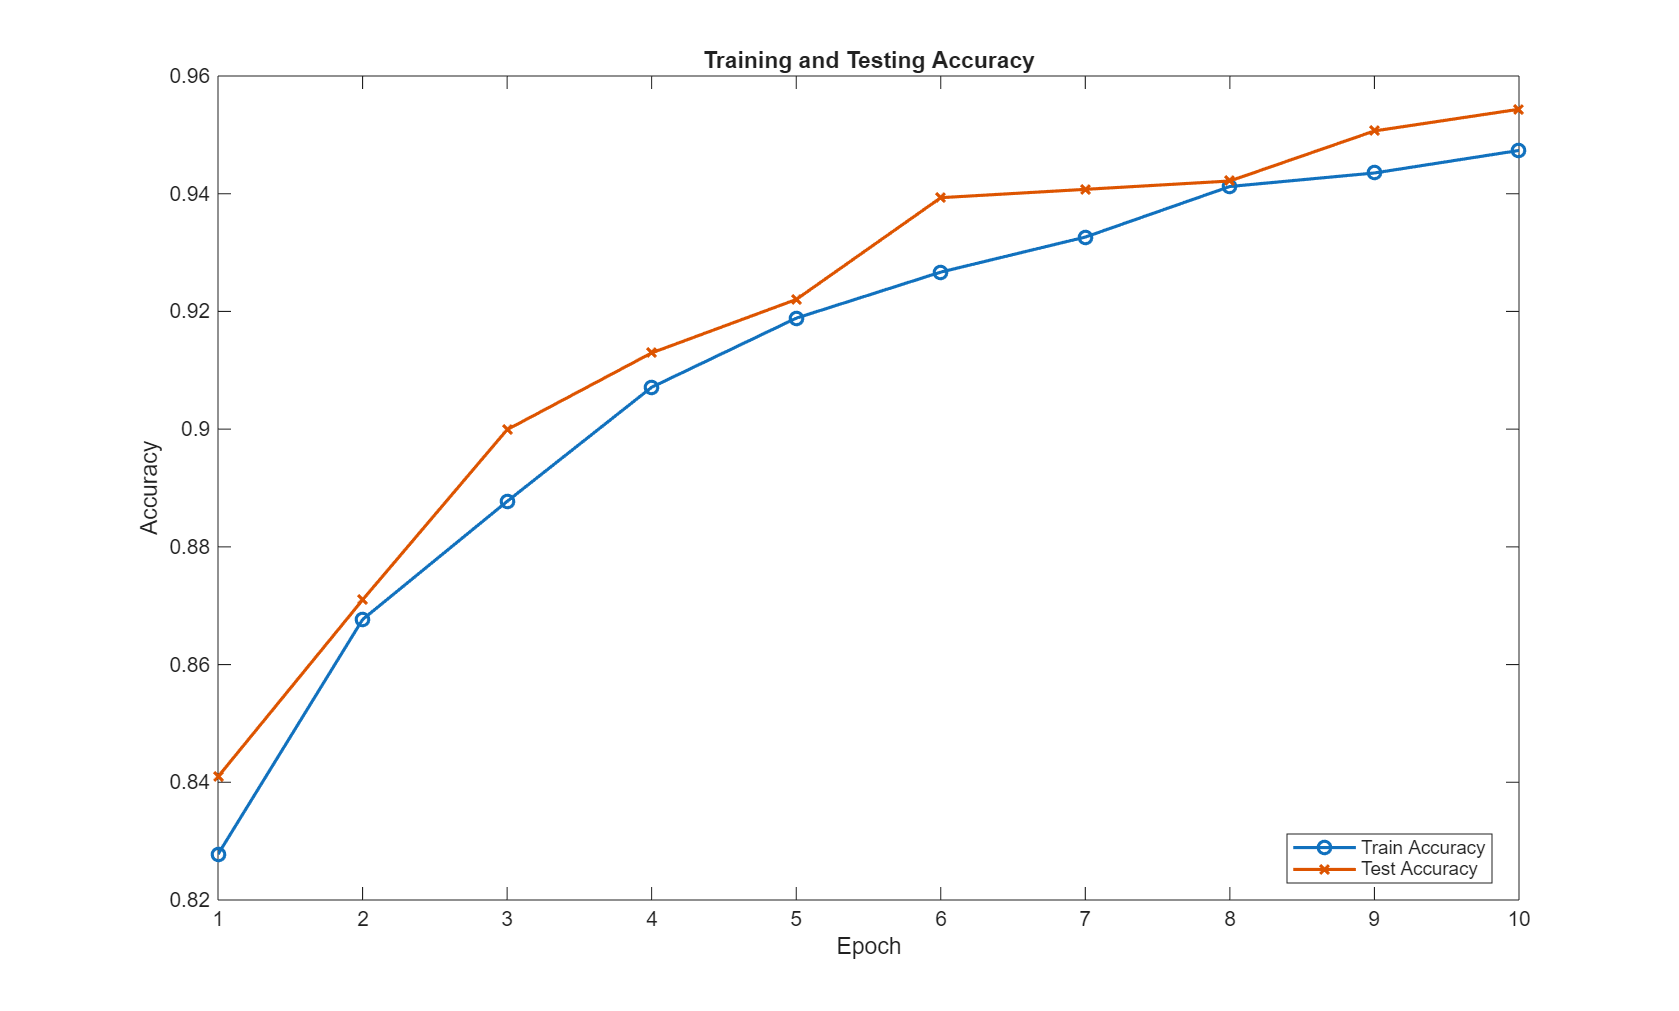 Training and Testing Accuracy
0.96
0.94
0.92
0.9
0.88
0.86
0.84
0.82
Accuracy
Train Accuracy
Test Accuracy
1 2 3 4 5 6 7 8 9 10
Epoch